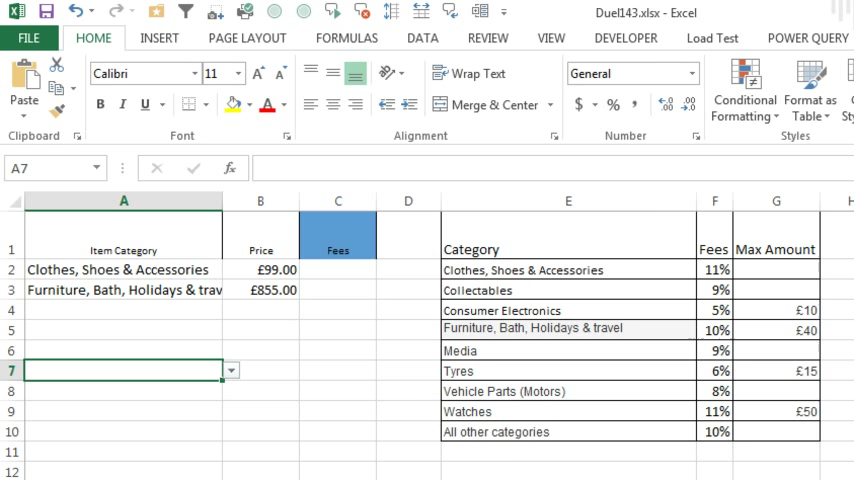 Duel143.xlsx - Excel
FILE HOME INSERT PAGE LAYOUT FORMULAS DATA REVIEW VIEW DEVELOPER Load Test POWER QUERY
Paste
Calibri 11
B I U A
Wrap Text
Merge & Center
General
$ % ,
Conditional Formatting
Format as Table
Clipboard Font Alignment Number Styles
A7 fx
A B C D E F G H
1 Item Category Price Fees Category Fees Max Amount
2 Clothes, Shoes & Accessories £99.00 Clothes, Shoes & Accessories 11%
3 Furniture, Bath, Holidays & trav £855.00 Collectables 9%
4 Consumer Electronics 5% £10
5 Furniture, Bath, Holidays & travel 10% £40
6 Media 9%
7 Tyres 6% £15
8 Vehicle Parts (Motors) 8%
9 Watches 11% £50
10 All other categories 10%
11
12